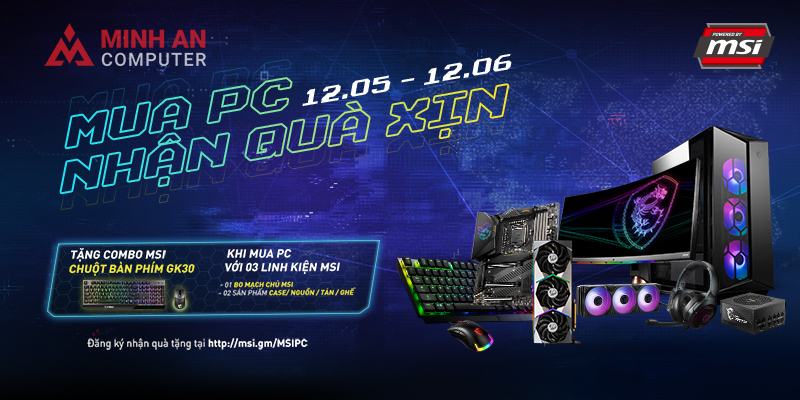 MINH AN
COMPUTER
POWERED BY
msi
12.05 - 12.06
MUA PC
NHẬN QUÀ XỊN
TẶNG COMBO MSI
CHUỘT BÀN PHÍM GK30
KHI MUA PC
VỚI 03 LINH KIỆN MSI
- 01 BO MẠCH CHỦ MSI
- 02 SẢN PHẨM CASE/ NGUỒN / TẢN / GHẾ
Đăng ký nhận quà tặng tại http://msi.gm/MSIPC